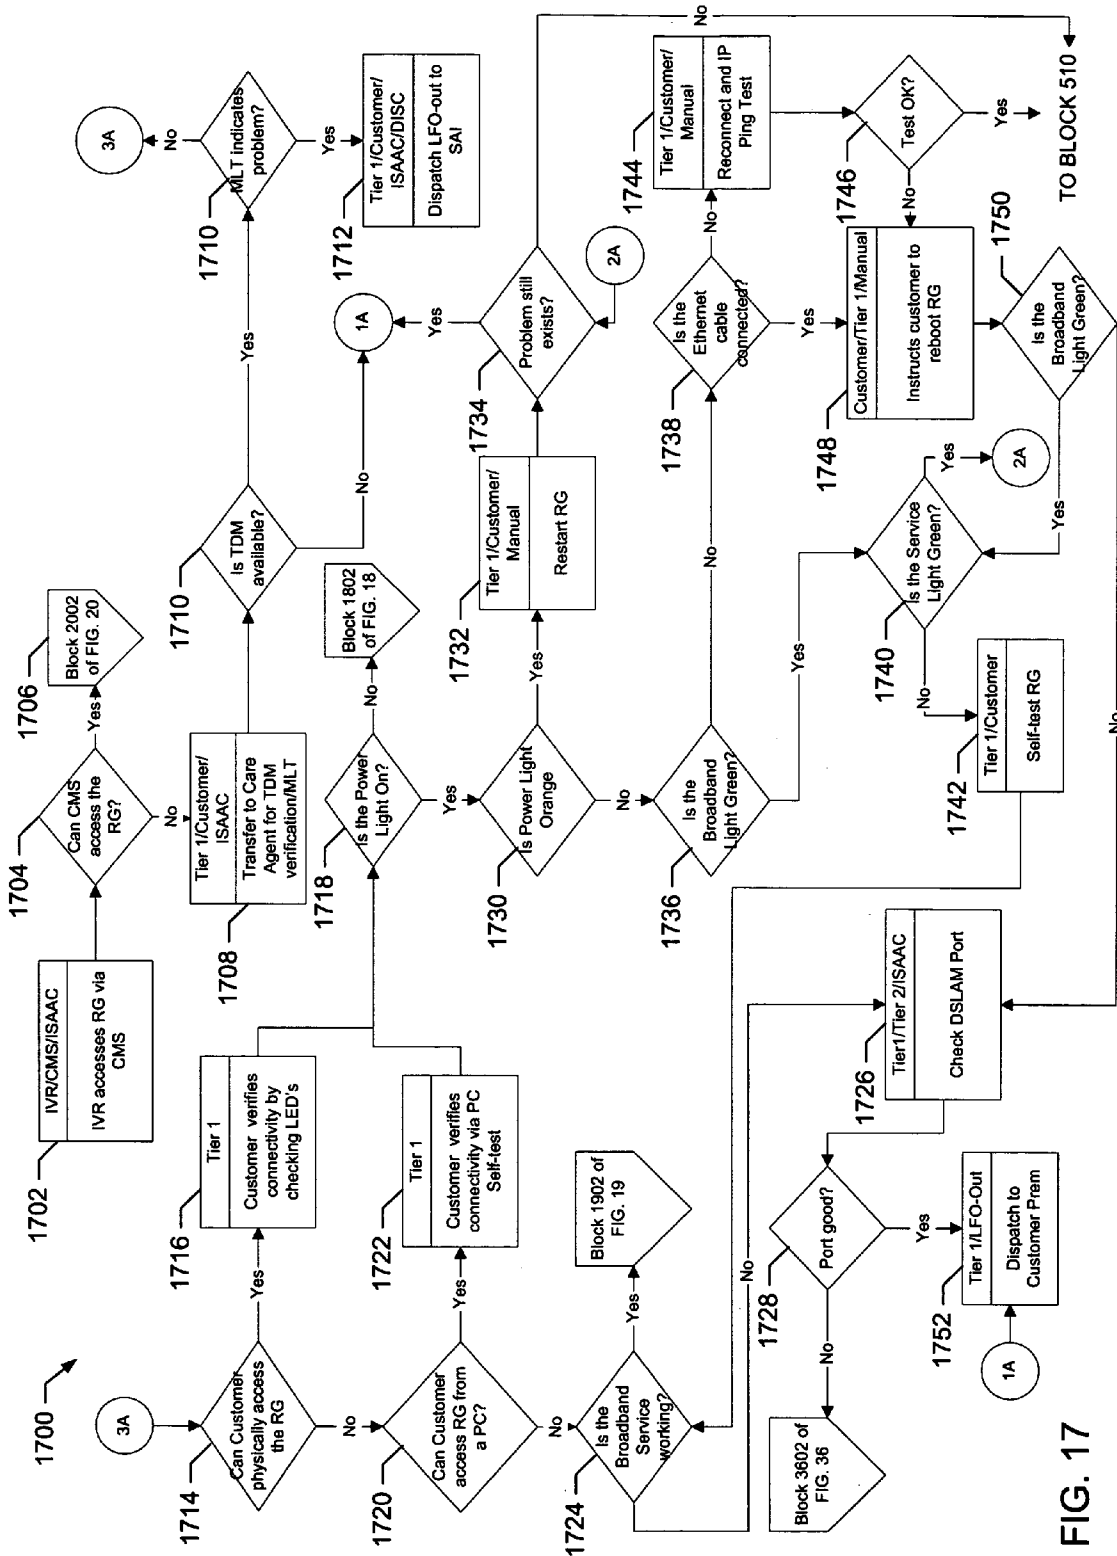 1700
3A
1714
Can Customer
physically access
the RG
Yes
No
1716
Tier 1
Customer verifies
connectivity by
checking LED's
1720
Can Customer
access RG from
a PC?
Yes
No
1722
Tier 1
Customer verifies
connectivity via PC
Self-test
1724
Is the
Broadband
Service
working?
Yes
No
Block 1902 of
FIG. 19
1702
IVR/CMS/ISAAC
IVR accesses RG via
CMS
1704
Can CMS
access the
RG?
Yes
No
1706
Block 2002
of FIG. 20
1708
Tier 1/Customer/
ISAAC
Transfer to Care
Agent for TDM
verification/MLT
1710
Is TDM
available?
Yes
No
1710
MLT indicates
problem?
No
3A
Yes
1712
Tier 1/Customer/
ISAAC/DISC
Dispatch LFO-out to
SAI
1A
1718
Is the Power
Light On?
No
Block 1802
of FIG. 18
Yes
1730
Is Power Light
Orange
Yes
No
1732
Tier 1/Customer/
Manual
Restart RG
1734
Problem still
exists?
Yes
No
2A
1736
Is the
Broadband
Light Green?
No
Yes
1738
Is the
Ethernet
cable
connected?
No
Yes
1744
Tier 1/Customer/
Manual
Reconnect and IP
Ping Test
1746
Test OK?
No
Yes
TO BLOCK 510
1748
Customer/Tier 1/Manual
Instructs customer to
reboot RG
1750
Is the
Broadband
Light Green?
Yes
No
1740
Is the Service
Light Green?
Yes
2A
No
1742
Tier 1/Customer
Self-test RG
1726
Tier1/Tier 2/ISAAC
Check DSLAM Port
1728
Port good?
No
Yes
Block 3602 of
FIG. 36
1752
Tier 1/LFO-Out
Dispatch to
Customer Prem
1A
FIG. 17